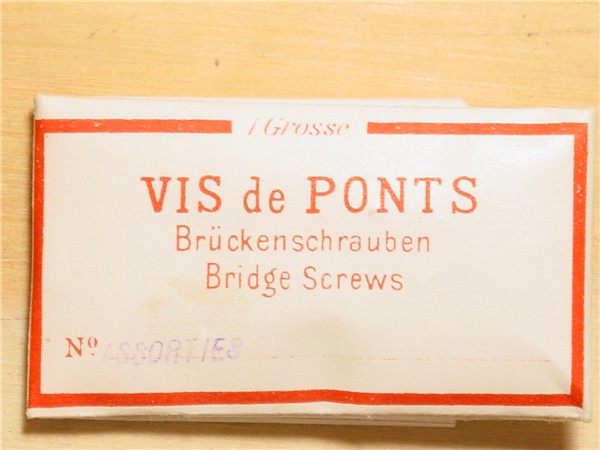 1 Grosse
VIS de PONTS
Brückenschrauben
Bridge Screws
Nº ASSORTIES